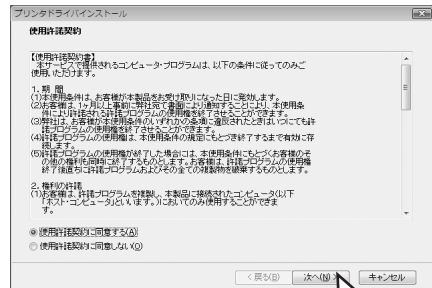 プリンタドライバインストール
使用許諾契約
【使用許諾契約書】
本サービスで提供されるコンピュータ・プログラムは、以下の条件に従ってのみご
使用いただけます。
1. 期 間
(1)本使用条件は、お客様が本製品をお受け取りになった日に発効します。
(2)お客様は、1ヶ月以上事前に弊社宛て書面により通知することにより、本使用条
件により許諾される許諾プログラムの使用権を終了させることができます。
(3)弊社は、お客様が本使用条件のいずれかの条項に違反されたときはいつにても許
諾プログラムの使用権を終了させることができます。
(4)許諾プログラムの使用権は、本使用条件の規定にもとづき終了するまで有効に存
続します。
(5)許諾プログラムの使用権が終了した場合には、本使用条件にもとづくお客様のそ
の他の権利も同時に終了するものとします。お客様は、許諾プログラムの使用権
終了後直ちに許諾プログラムおよびその全ての複製物を破棄するものとします。
2. 権利の許諾
(1)お客様は、許諾プログラムを複製し、本製品に接続されたコンピュータ(以下
「ホスト・コンピュータ」といいます。)においてのみ使用することができま
す。
使用許諾契約に同意する(A)
使用許諾契約に同意しない(O)
< 戻る(B)
次へ(N) >
キャンセル